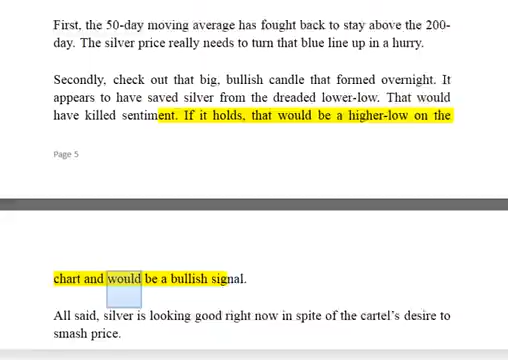 First, the 50-day moving average has fought back to stay above the 200-
day. The silver price really needs to turn that blue line up in a hurry.
Secondly, check out that big, bullish candle that formed overnight. It
appears to have saved silver from the dreaded lower-low. That would
have killed sentiment. If it holds, that would be a higher-low on the
Page 5
chart and would be a bullish signal.
All said, silver is looking good right now in spite of the cartel’s desire to
smash price.